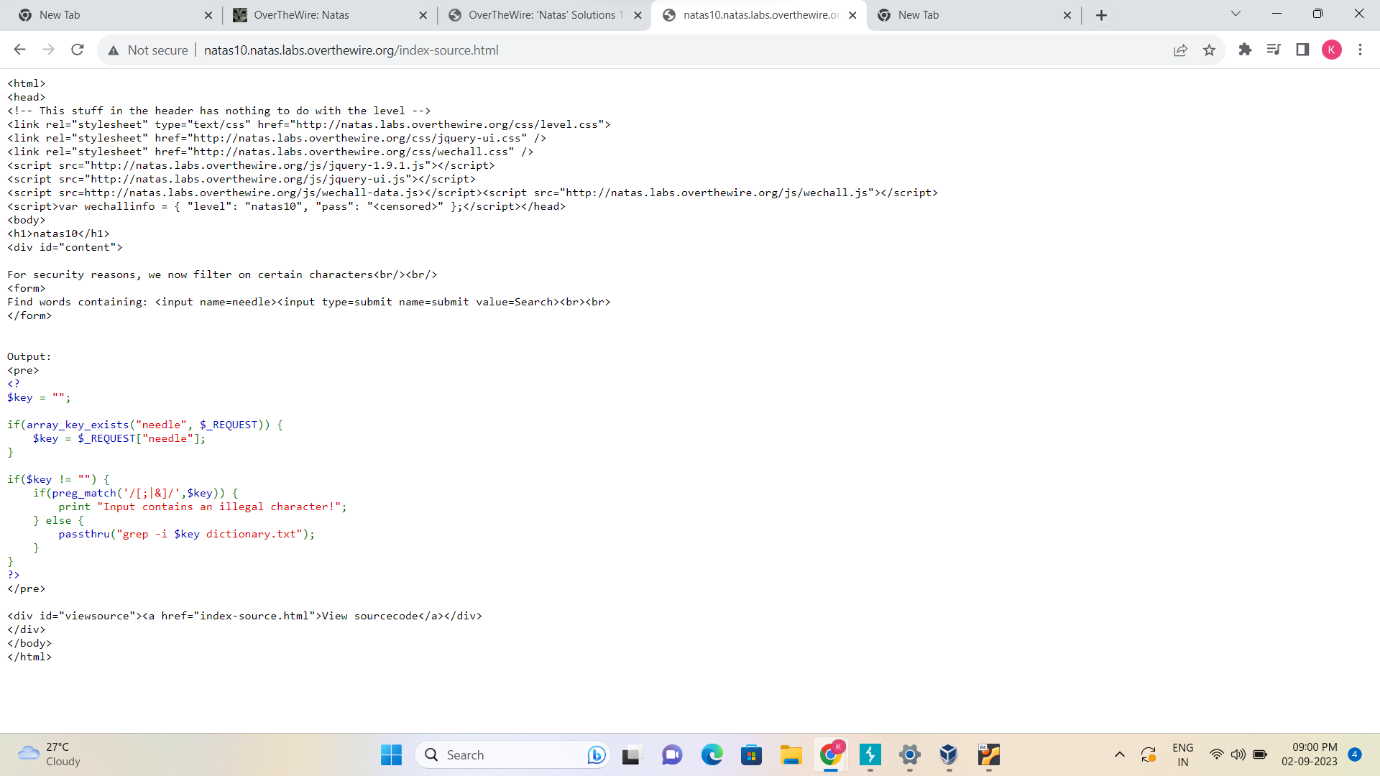 New Tab
OverTheWire: Natas
OverTheWire: 'Natas' Solutions 1
natas10.natas.labs.overthewire.or
New Tab
Not secure
natas10.natas.labs.overthewire.org/index-source.html
K
<html>
<head>
<!-- This stuff in the header has nothing to do with the level -->
<link rel="stylesheet" type="text/css" href="http://natas.labs.overthewire.org/css/level.css">
<link rel="stylesheet" href="http://natas.labs.overthewire.org/css/jquery-ui.css" />
<link rel="stylesheet" href="http://natas.labs.overthewire.org/css/wechall.css" />
<script src="http://natas.labs.overthewire.org/js/jquery-1.9.1.js"></script>
<script src="http://natas.labs.overthewire.org/js/jquery-ui.js"></script>
<script src=http://natas.labs.overthewire.org/js/wechall-data.js></script><script src="http://natas.labs.overthewire.org/js/wechall.js"></script>
<script>var wechallinfo = { "level": "natas10", "pass": "<censored>" };</script></head>
<body>
<h1>natas10</h1>
<div id="content">
For security reasons, we now filter on certain characters<br/><br/>
<form>
Find words containing: <input name=needle><input type=submit name=submit value=Search><br><br>
</form>
Output:
<pre>
<?
$key = "";
if(array_key_exists("needle", $_REQUEST)) {
$key = $_REQUEST["needle"];
}
if($key != "") {
if(preg_match('/[;|&]/',$key)) {
print "Input contains an illegal character!";
} else {
passthru("grep -i $key dictionary.txt");
}
}
?>
</pre>
<div id="viewsource"><a href="index-source.html">View sourcecode</a></div>
</div>
</body>
</html>
27°C
Cloudy
Search
K
ENG
IN
09:00 PM
02-09-2023
4